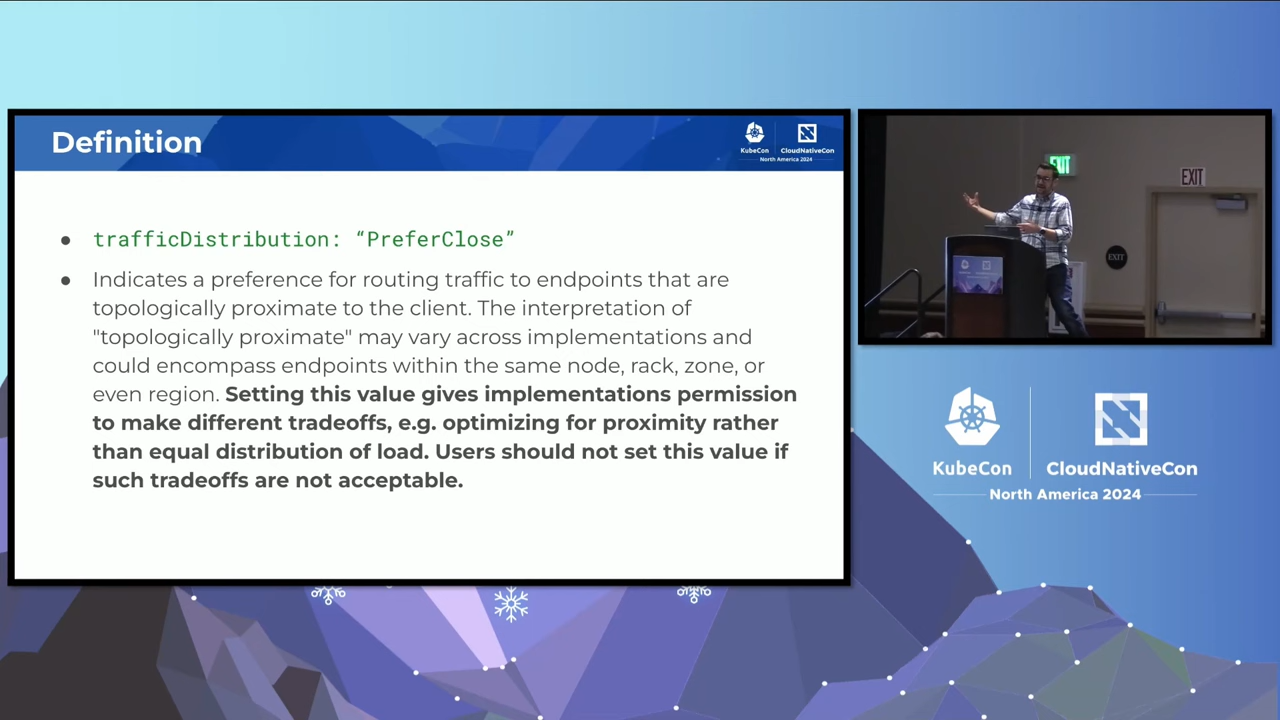 Definition
KubeCon
CloudNativeCon
North America 2024
trafficDistribution: “PreferClose”
Indicates a preference for routing traffic to endpoints that are
topologically proximate to the client. The interpretation of
"topologically proximate" may vary across implementations and
could encompass endpoints within the same node, rack, zone, or
even region. Setting this value gives implementations permission
to make different tradeoffs, e.g. optimizing for proximity rather
than equal distribution of load. Users should not set this value if
such tradeoffs are not acceptable.
EXIT
EXIT
EXIT
KubeCon
CloudNativeCon
North America 2024